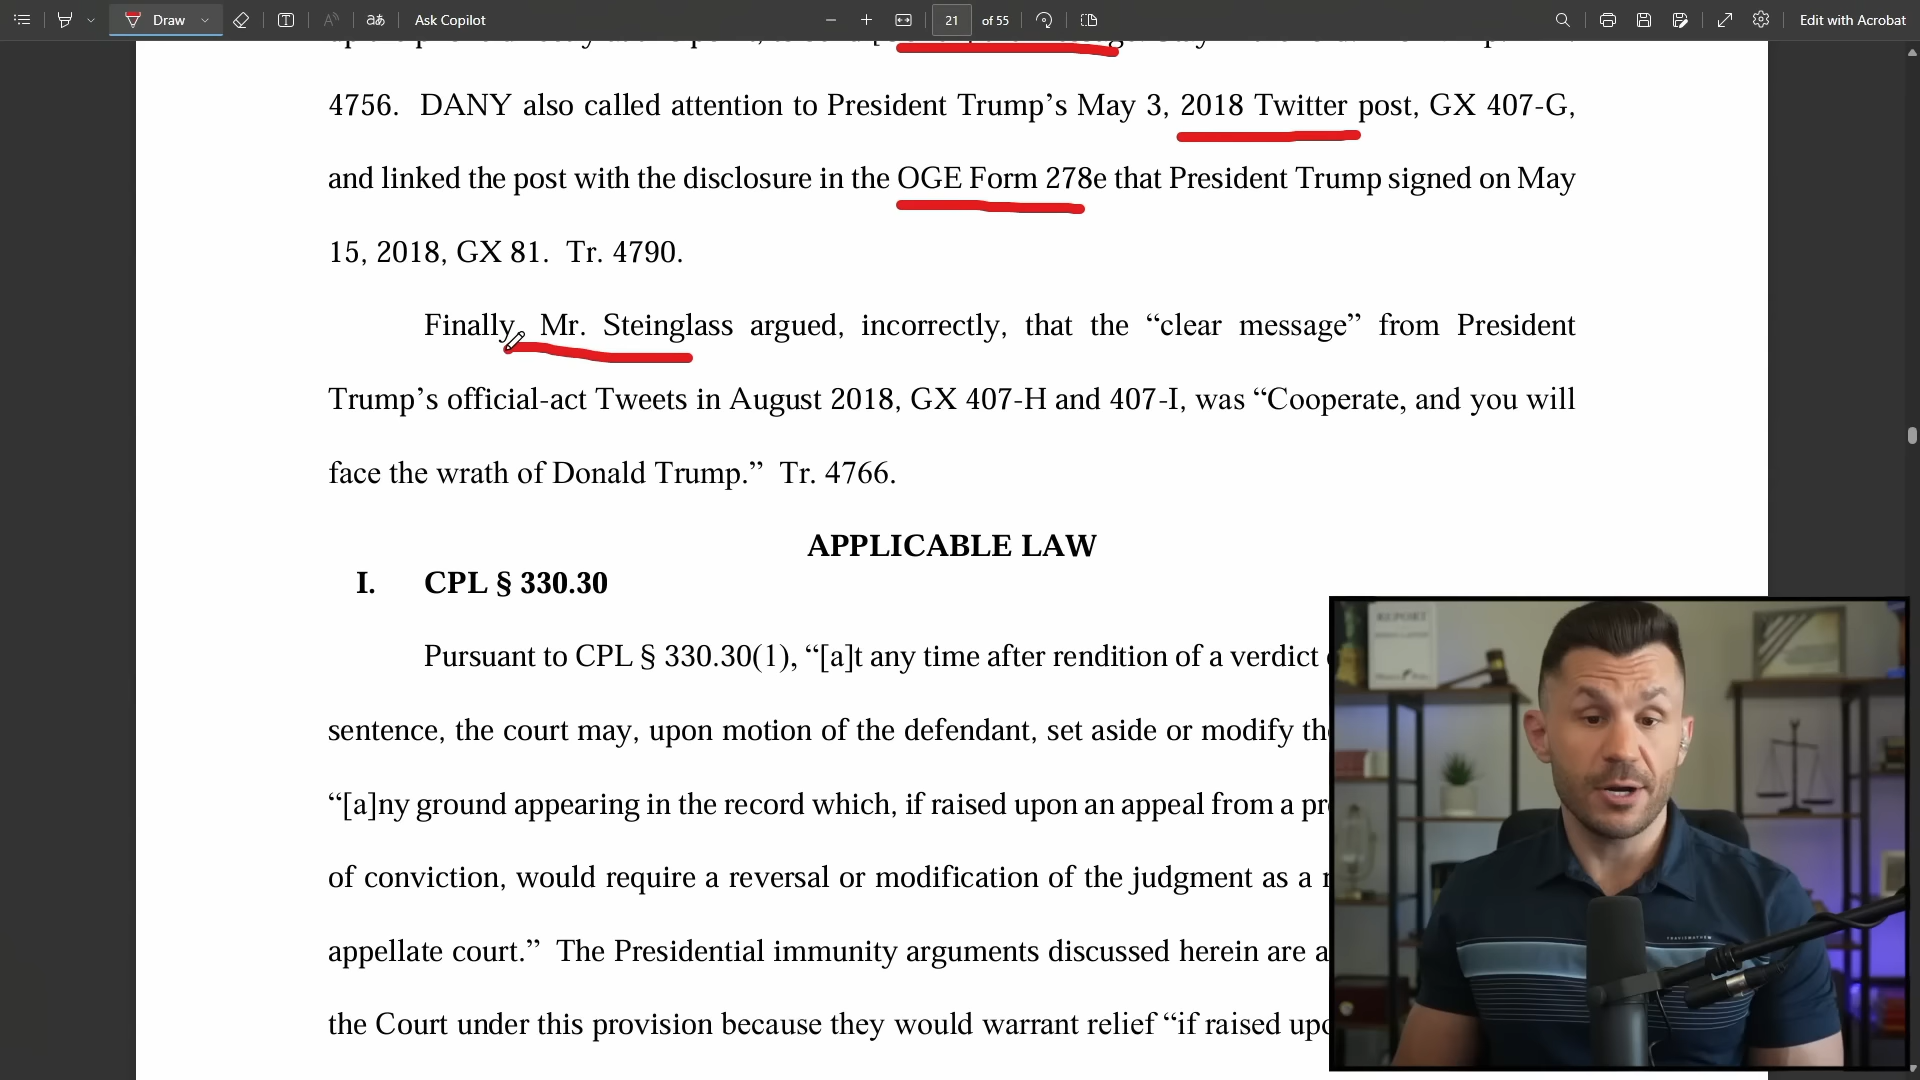 Draw
Ask Copilot
21
of 55
Edit with Acrobat
4756. DANY also called attention to President Trump’s May 3, 2018 Twitter post, GX 407-G,
and linked the post with the disclosure in the OGE Form 278e that President Trump signed on May
15, 2018, GX 81. Tr. 4790.
Finally, Mr. Steinglass argued, incorrectly, that the “clear message” from President
Trump’s official-act Tweets in August 2018, GX 407-H and 407-I, was “Cooperate, and you will
face the wrath of Donald Trump.” Tr. 4766.
APPLICABLE LAW
I. CPL § 330.30
Pursuant to CPL § 330.30(1), “[a]t any time after rendition of a verdict
sentence, the court may, upon motion of the defendant, set aside or modify
“[a]ny ground appearing in the record which, if raised upon an appeal from a
of conviction, would require a reversal or modification of the judgment as a
appellate court.” The Presidential immunity arguments discussed herein are
the Court under this provision because they would warrant relief “if raised
REPORT